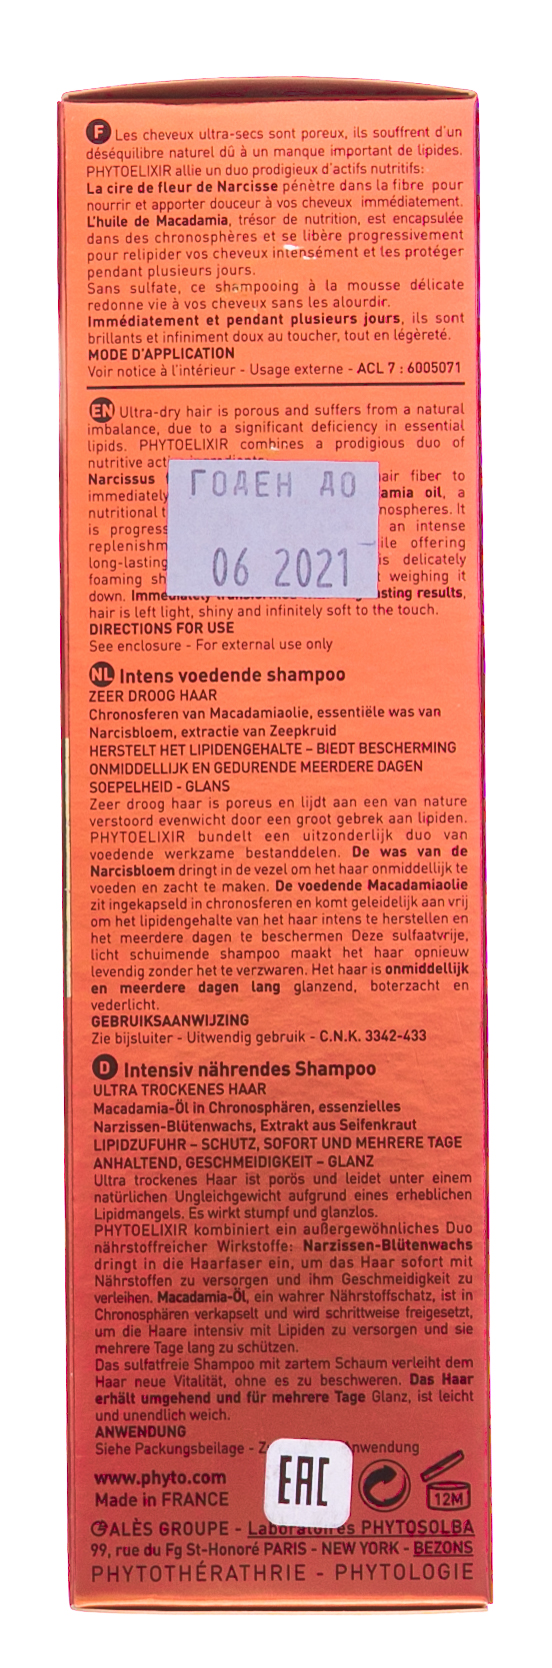 F Les cheveux ultra-secs sont poreux, ils souffrent d'un
déséquilibre naturel dû à un manque important de lipides.
PHYTOELIXIR allie un duo prodigieux d'actifs nutritifs:
La cire de fleur de Narcisse pénètre dans la fibre pour
nourrir et apporter douceur à vos cheveux immédiatement.
L'huile de Macadamia, trésor de nutrition, est encapsulée
dans des chronosphères et se libère progressivement
pour relipider vos cheveux intensément et les protéger
pendant plusieurs jours.
Sans sulfate, ce shampooing à la mousse délicate
redonne vie à vos cheveux sans les alourdir.
Immédiatement et pendant plusieurs jours, ils sont
brillants et infiniment doux au toucher, tout en légèreté.
MODE D'APPLICATION
Voir notice à l'intérieur - Usage externe - ACL 7 : 6005071
EN Ultra-dry hair is porous and suffers from a natural
imbalance, due to a significant deficiency in essential
lipids. PHYTOELIXIR combines a prodigious duo of
nutritive
Narcissus hair fiber to
immediately oil, a
nutritional
is an intense
offering
long-lasting delicately
foaming weighing it
down. results,
hair is left light, shiny and infinitely soft to the touch.
ГОДЕН ДО
06 2021
DIRECTIONS FOR USE
See enclosure - For external use only
NL Intens voedende shampoo
ZEER DROOG HAAR
Chronosferen van Macadamiaolie, essentiële was van
Narcisbloem, extractie van Zeepkruid
HERSTELT HET LIPIDENGEHALTE – BIEDT BESCHERMING
ONMIDDELLIJK EN GEDURENDE MEERDERE DAGEN
SOEPELHEID - GLANS
Zeer droog haar is poreus en lijdt aan een van nature
verstoord evenwicht door een groot gebrek aan lipiden.
PHYTOELIXIR bundelt een uitzonderlijk duo van
voedende werkzame bestanddelen. De was van de
Narcisbloem dringt in de vezel om het haar onmiddellijk te
voeden en zacht te maken. De voedende Macadamiaolie
zit ingekapseld in chronosferen en komt geleidelijk aan vrij
om het lipidengehalte van het haar intens te herstellen en
het meerdere dagen te beschermen Deze sulfaatvrije,
licht schuimende shampoo maakt het haar opnieuw
levendig zonder het te verzwaren. Het haar is onmiddellijk
en meerdere dagen lang glanzend, boterzacht en
vederlicht.
GEBRUIKSAANWIJZING
Zie bijsluiter - Uitwendig gebruik - C.N.K. 3342-433
D Intensiv nährendes Shampoo
ULTRA TROCKENES HAAR
Macadamia-Öl in Chronosphären, essenzielles
Narzissen-Blütenwachs, Extrakt aus Seifenkraut
LIPIDZUFUHR – SCHUTZ, SOFORT UND MEHRERE TAGE
ANHALTEND, GESCHMEIDIGKEIT – GLANZ
Ultra trockenes Haar ist porös und leidet unter einem
natürlichen Ungleichgewicht aufgrund eines erheblichen
Lipidmangels. Es wirkt stumpf und glanzlos.
PHYTOELIXIR kombiniert ein außergewöhnliches Duo
nährstoffreicher Wirkstoffe: Narzissen-Blütenwachs
dringt in die Haarfaser ein, um das Haar sofort mit
Nährstoffen zu versorgen und ihm Geschmeidigkeit zu
verleihen. Macadamia-Öl, ein wahrer Nährstoffschatz, ist in
Chronosphären verkapselt und wird schrittweise freigesetzt,
um die Haare intensiv mit Lipiden zu versorgen und sie
mehrere Tage lang zu schützen.
Das sulfatfreie Shampoo mit zartem Schaum verleiht dem
Haar neue Vitalität, ohne es zu beschweren. Das Haar
erhält umgehend und für mehrere Tage Glanz, ist leicht
und unendlich weich.
ANWENDUNG
Siehe Packungsbeilage -
www.phyto.com
Made in FRANCE
EAC
12M
ALÈS GROUPE - Laboratoires PHYTOSOLBA
99, rue du Fg St-Honoré PARIS - NEW YORK - BEZONS
PHYTOTHÉRATHRIE - PHYTOLOGIE